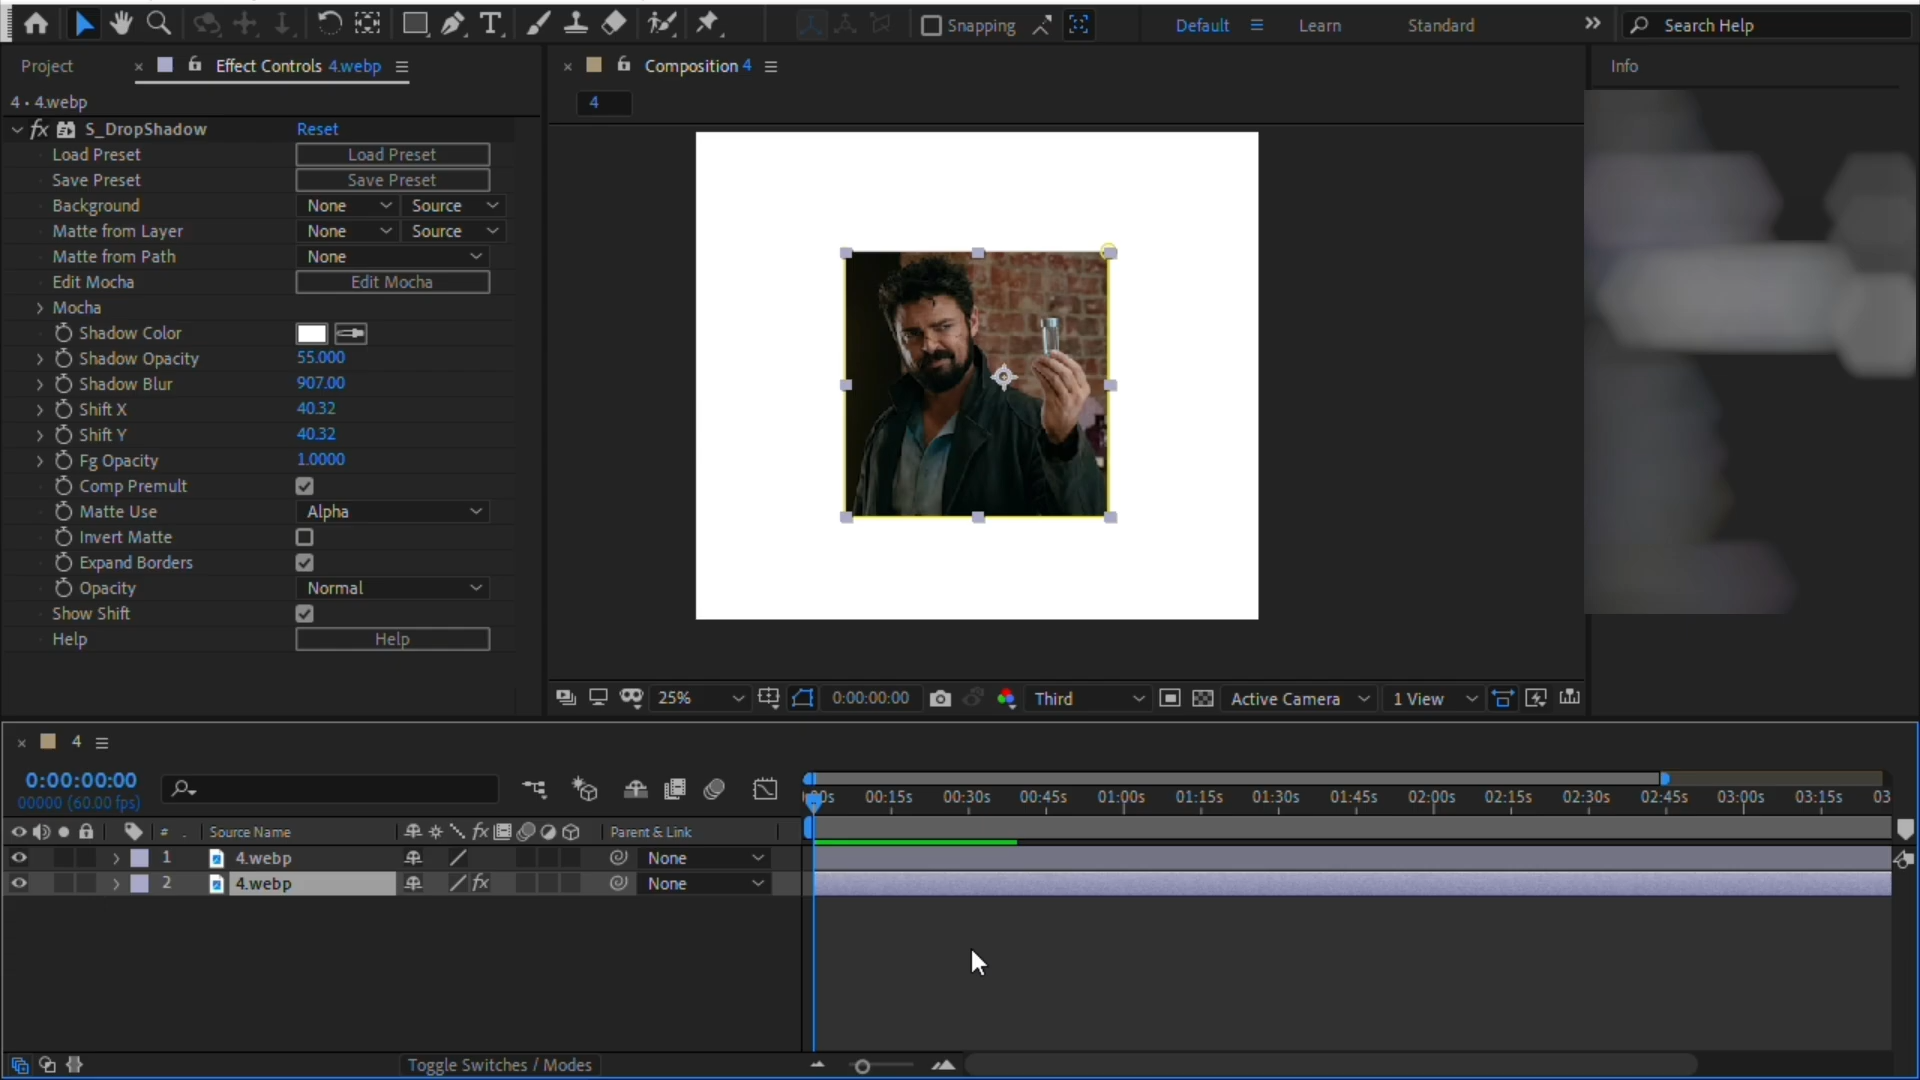 Snapping
Default
Learn
Standard
Search Help
Project
Effect Controls 4.webp
Composition 4
Info
4 • 4.webp
4
fx S_DropShadow Reset
Load Preset Load Preset
Save Preset Save Preset
Background None Source
Matte from Layer None Source
Matte from Path None
Edit Mocha Edit Mocha
Mocha
Shadow Color
Shadow Opacity 55.000
Shadow Blur 907.00
Shift X 40.32
Shift Y 40.32
Fg Opacity 1.0000
Comp Premult
Matte Use Alpha
Invert Matte
Expand Borders
Opacity Normal
Show Shift
Help Help
25% 0:00:00:00 Third Active Camera 1 View
4
0:00:00:00
00000 (60.00 fps)
00s 00:15s 00:30s 00:45s 01:00s 01:15s 01:30s 01:45s 02:00s 02:15s 02:30s 02:45s 03:00s 03:15s 03
# . Source Name fx Parent & Link
1 4.webp None
2 4.webp fx None
Toggle Switches / Modes